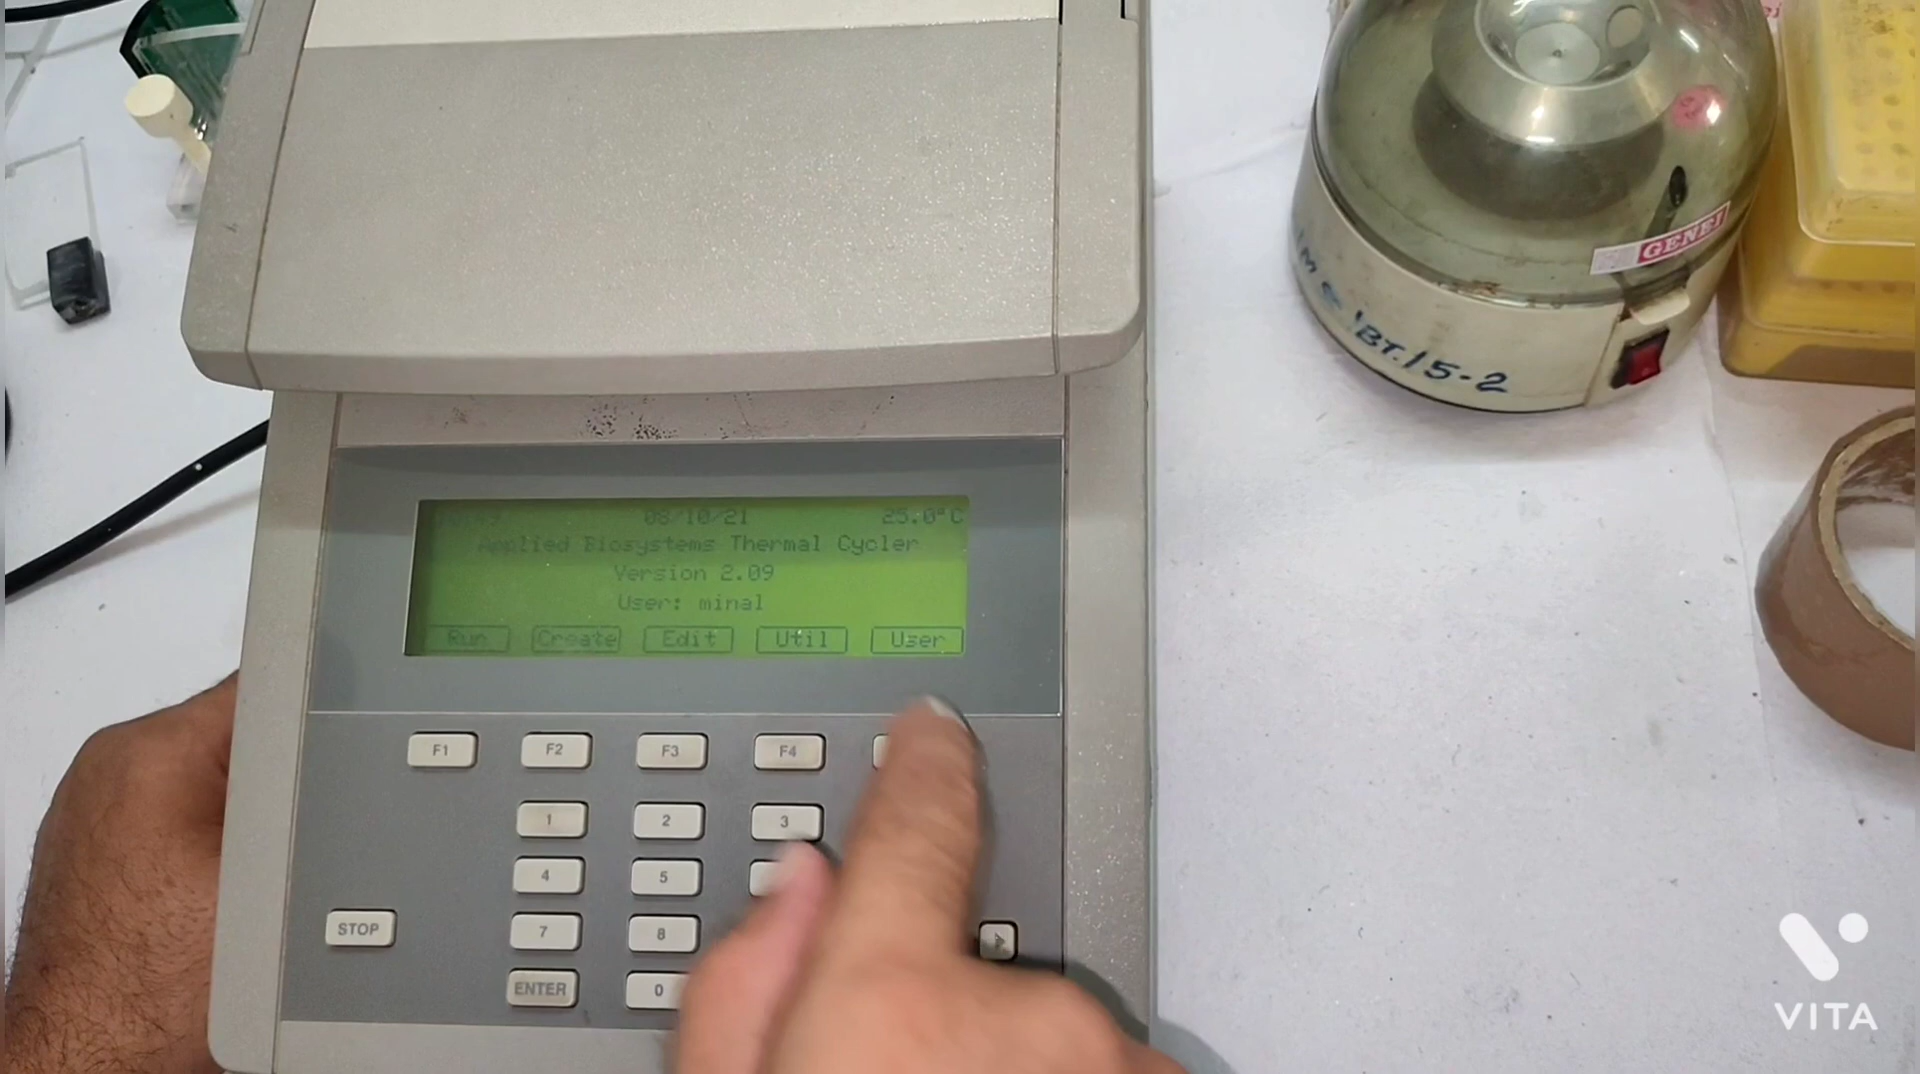 08/10/21 25.0°C
Applied Biosystems Thermal Cycler
Version 2.09
User: minal
Run Create Edit Util User
F1 F2 F3 F4
1 2 3
4 5
STOP 7 8
ENTER 0
GENEI
BT.15-2
VITA